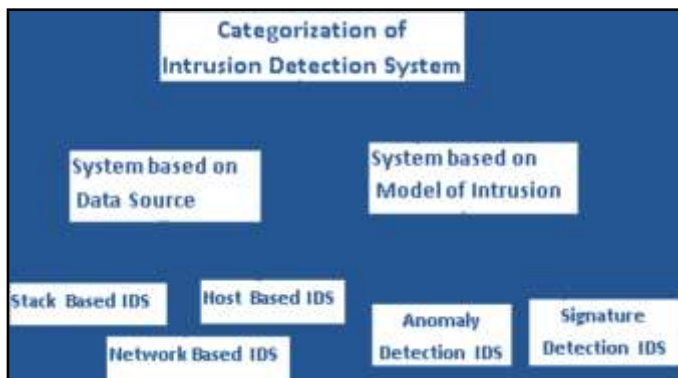 Categorization of
Intrusion Detection System
System based on
Data Source
System based on
Model of Intrusion
Stack Based IDS
Host Based IDS
Network Based IDS
Anomaly
Detection IDS
Signature
Detection IDS